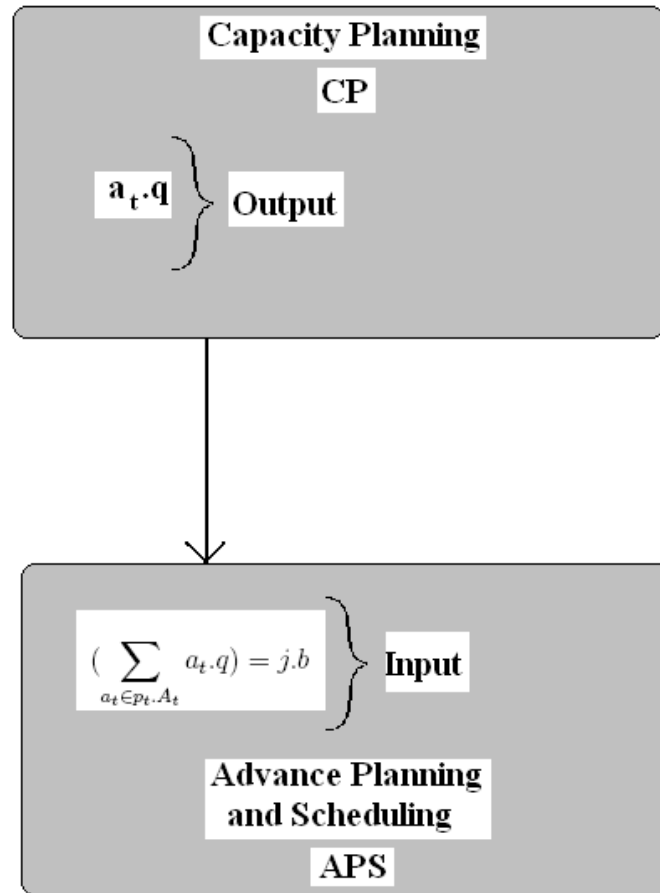 Capacity Planning
CP
a_t.q
Output
(∑_{a_t∈p_t.A_t} a_t.q) = j.b
Input
Advance Planning
and Scheduling
APS